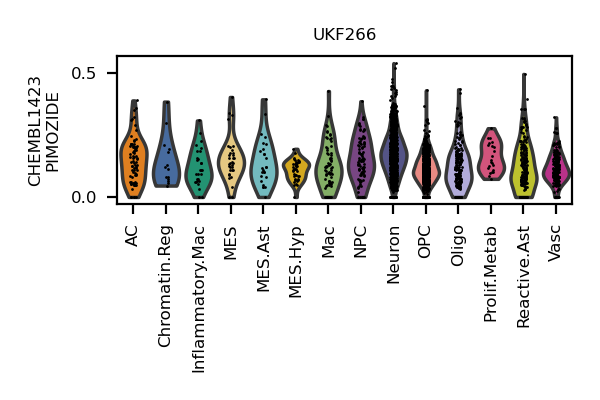 UKF266
CHEMBL1423
PIMOZIDE
0.5
0.0
AC
Chromatin.Reg
Inflammatory.Mac
MES
MES.Ast
MES.Hyp
Mac
NPC
Neuron
OPC
Oligo
Prolif.Metab
Reactive.Ast
Vasc